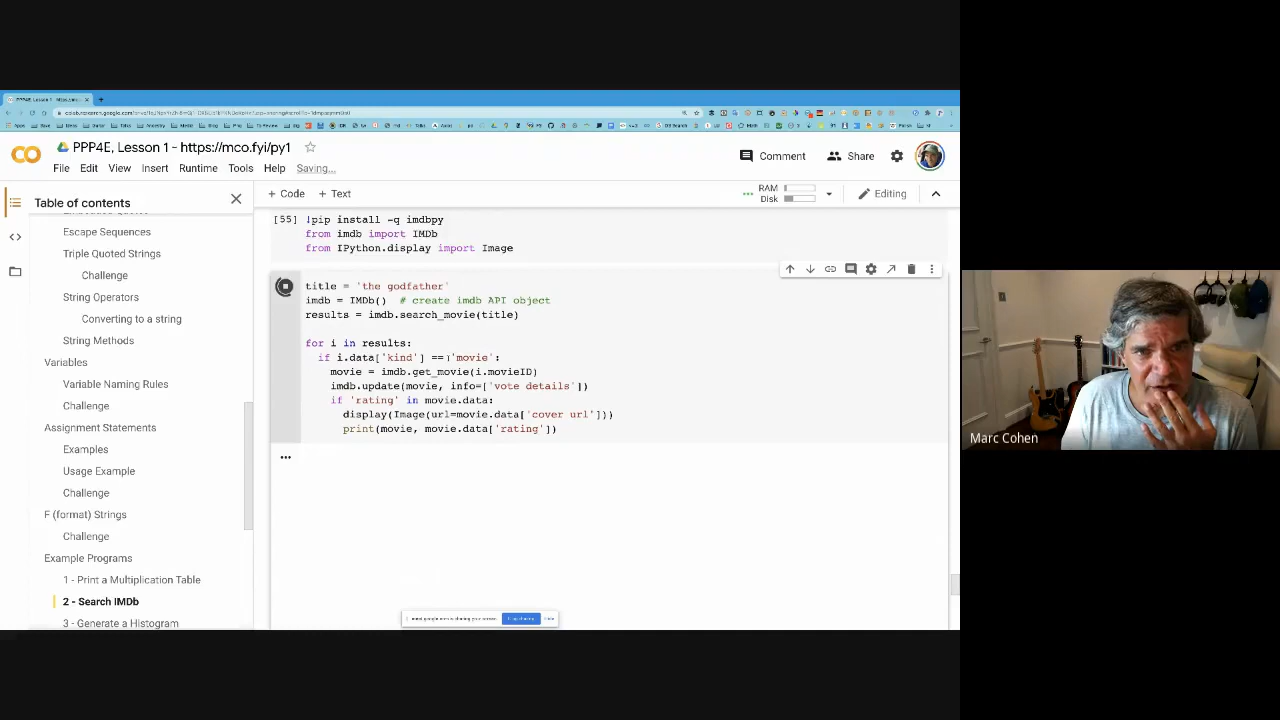 PPP4E, Lesson 1 - https://mco.fyi/py1
File Edit View Insert Runtime Tools Help Saving...
Comment Share
Table of contents
+ Code + Text
RAM
Disk
Editing
Escape Sequences
Triple Quoted Strings
Challenge
String Operators
Converting to a string
String Methods
Variables
Variable Naming Rules
Challenge
Assignment Statements
Examples
Usage Example
Challenge
F (format) Strings
Challenge
Example Programs
1 - Print a Multiplication Table
2 - Search IMDb
3 - Generate a Histogram
[55] !pip install -q imdbpy
from imdb import IMDb
from IPython.display import Image
title = 'the godfather'
imdb = IMDb() # create imdb API object
results = imdb.search_movie(title)
for i in results:
if i.data['kind'] == 'movie':
movie = imdb.get_movie(i.movieID)
imdb.update(movie, info=['vote details'])
if 'rating' in movie.data:
display(Image(url=movie.data['cover url']))
print(movie, movie.data['rating'])
...
Marc Cohen